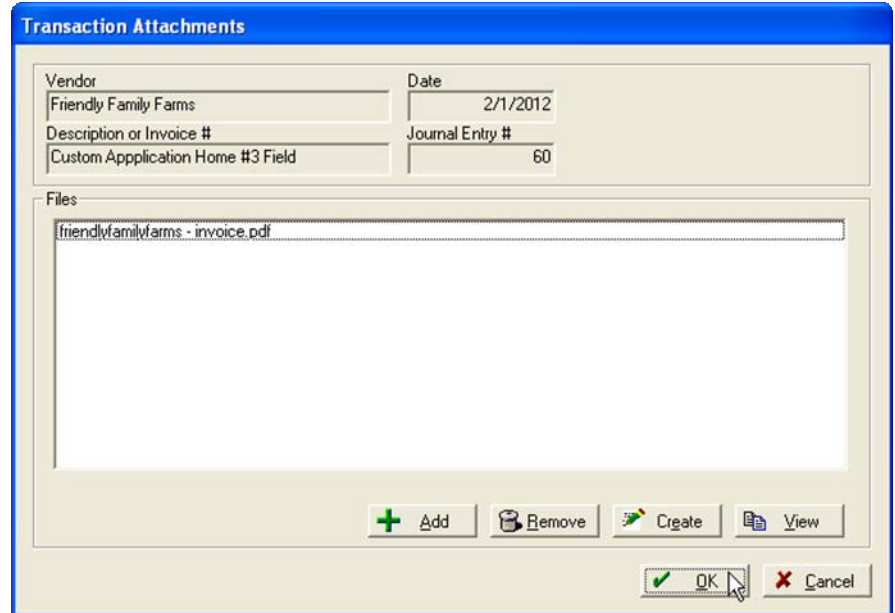 Transaction Attachments
Vendor Date
Friendly Family Farms 2/1/2012
Description or Invoice # Journal Entry #
Custom Appplication Home #3 Field 60
Files
friendlyfamilyfarms - invoice.pdf
Add Remove Create View
OK Cancel